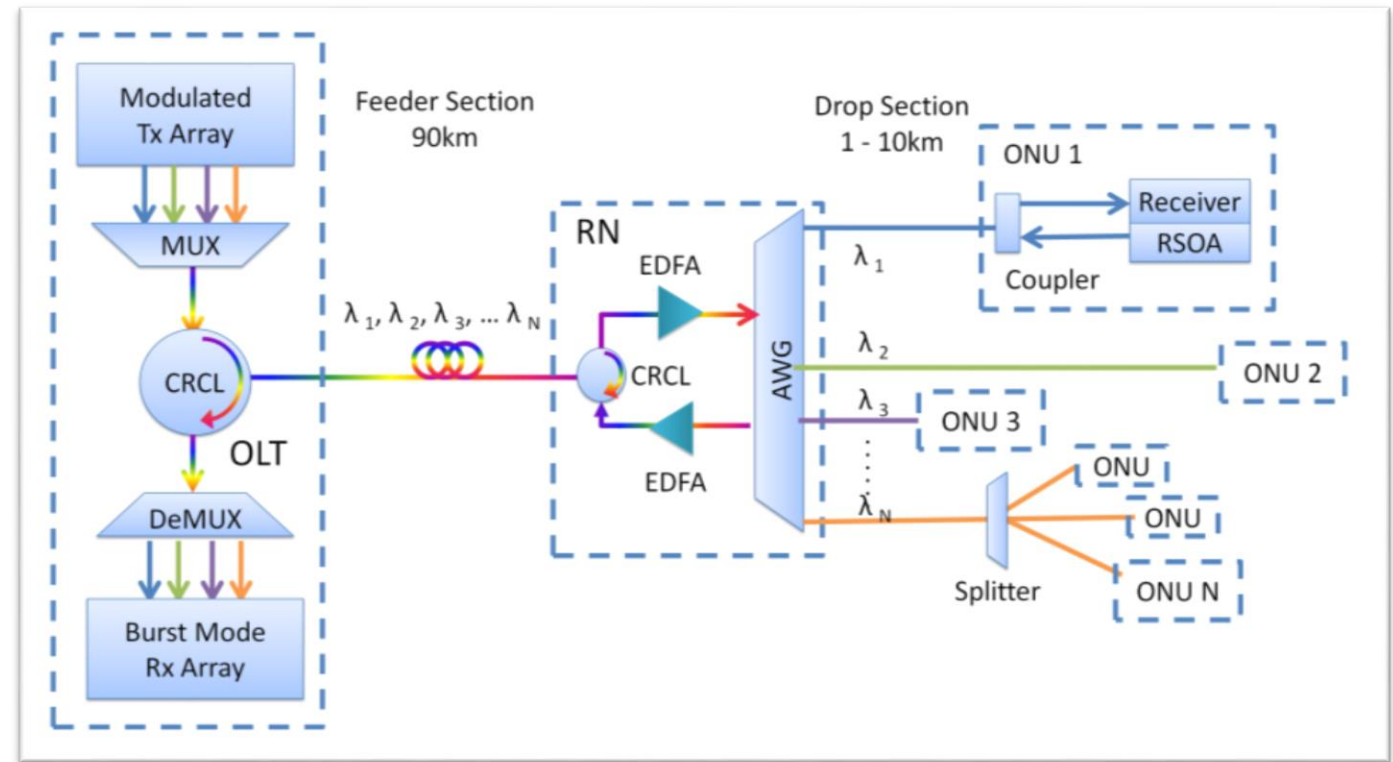 Modulated
Tx Array
MUX
CRCL
OLT
DeMUX
Burst Mode
Rx Array
Feeder Section
90km
λ 1, λ 2, λ 3, ... λ N
RN
EDFA
CRCL
EDFA
AWG
Drop Section
1 - 10km
λ 1
λ 2
λ 3
λ N
ONU 1
Receiver
RSOA
Coupler
ONU 2
ONU 3
Splitter
ONU
ONU
ONU N